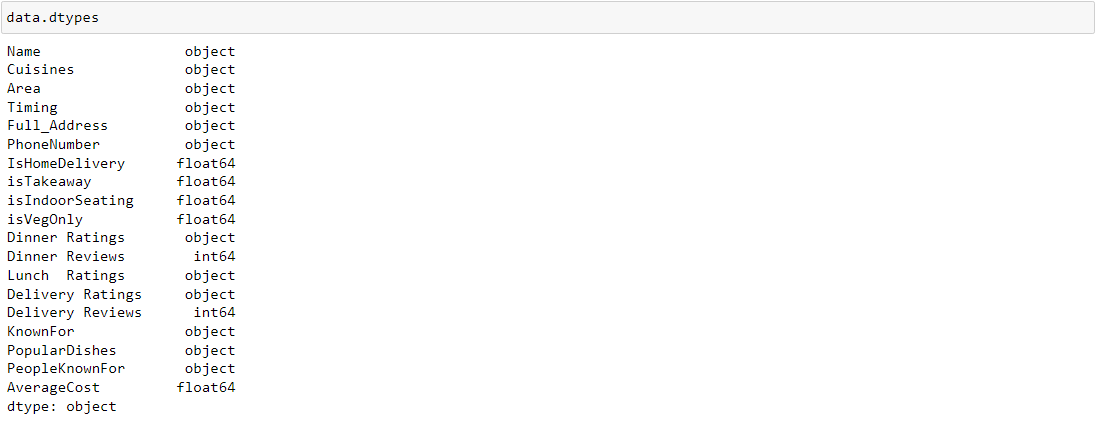 data.dtypes
Name                 object
Cuisines             object
Area                 object
Timing               object
Full_Address         object
PhoneNumber          object
IsHomeDelivery      float64
isTakeaway          float64
isIndoorSeating     float64
isVegOnly           float64
Dinner Ratings       object
Dinner Reviews        int64
Lunch  Ratings       object
Delivery Ratings     object
Delivery Reviews      int64
KnownFor             object
PopularDishes        object
PeopleKnownFor       object
AverageCost         float64
dtype: object